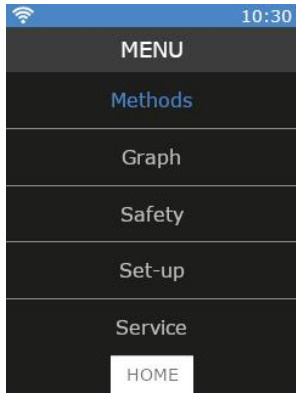 10:30
MENU
Methods
Graph
Safety
Set-up
Service
HOME